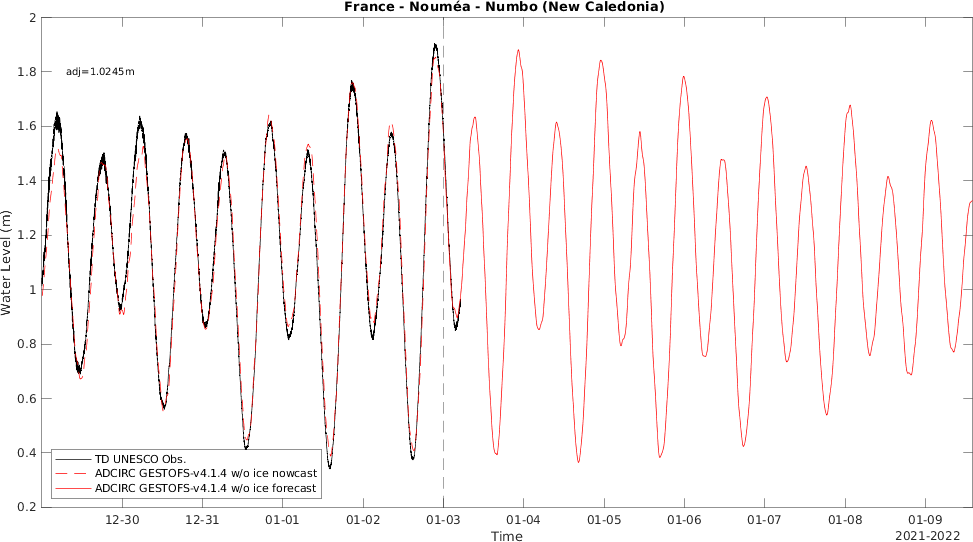 France - Nouméa - Numbo (New Caledonia)
2
1.8
1.6
1.4
1.2
1
0.8
0.6
0.4
0.2
Water Level (m)
adj=1.0245m
TD UNESCO Obs.
ADCIRC GESTOFS-v4.1.4 w/o ice nowcast
ADCIRC GESTOFS-v4.1.4 w/o ice forecast
12-30 12-31 01-01 01-02 01-03 01-04 01-05 01-06 01-07 01-08 01-09
Time
2021-2022